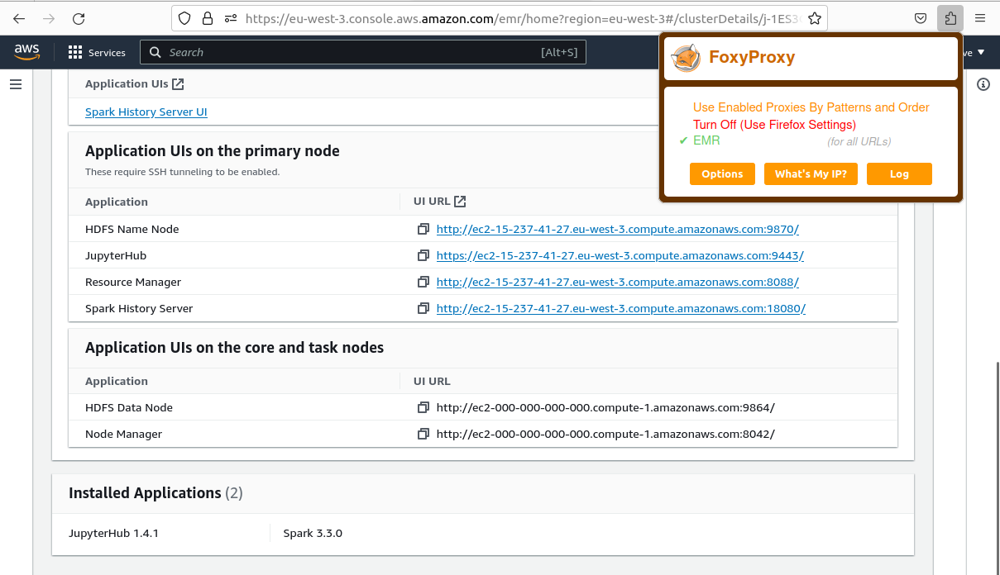 https://eu-west-3.console.aws.amazon.com/emr/home?region=eu-west-3#/clusterDetails/j-1ES3
aws
Services
Search
[Alt+S]
ve
FoxyProxy
Use Enabled Proxies By Patterns and Order
Turn Off (Use Firefox Settings)
✔ EMR (for all URLs)
Options What's My IP? Log
Application UIs
Spark History Server UI
Application UIs on the primary node
These require SSH tunneling to be enabled.
Application UI URL
HDFS Name Node http://ec2-15-237-41-27.eu-west-3.compute.amazonaws.com:9870/
JupyterHub https://ec2-15-237-41-27.eu-west-3.compute.amazonaws.com:9443/
Resource Manager http://ec2-15-237-41-27.eu-west-3.compute.amazonaws.com:8088/
Spark History Server http://ec2-15-237-41-27.eu-west-3.compute.amazonaws.com:18080/
Application UIs on the core and task nodes
Application UI URL
HDFS Data Node http://ec2-000-000-000-000.compute-1.amazonaws.com:9864/
Node Manager http://ec2-000-000-000-000.compute-1.amazonaws.com:8042/
Installed Applications (2)
JupyterHub 1.4.1 Spark 3.3.0